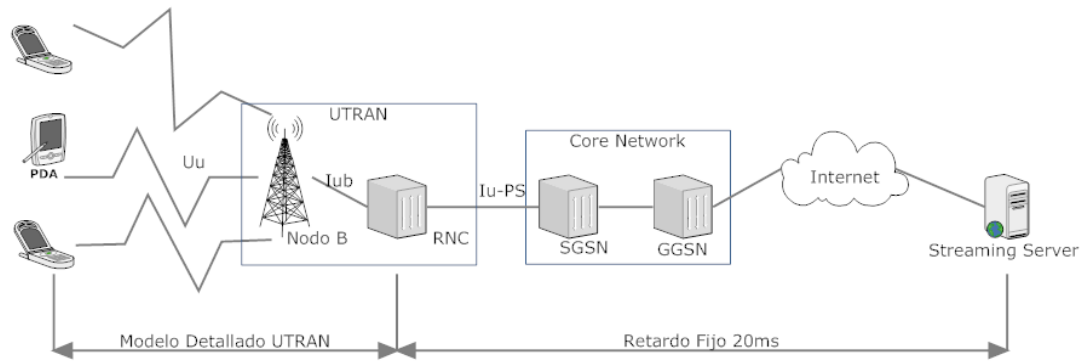 UTRAN
Core Network
PDA
Uu
Iub
Iu-PS
Internet
Nodo B
RNC
SGSN
GGSN
Streaming Server
Modelo Detallado UTRAN
Retardo Fijo 20ms